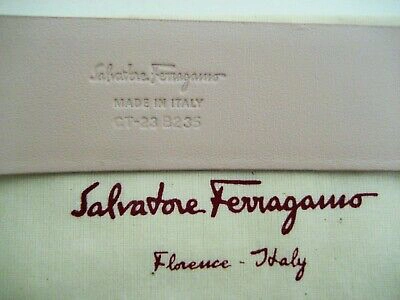 Salvatore Ferragamo
MADE IN ITALY
CT-23 B235
Salvatore Ferragamo
Florence - Italy